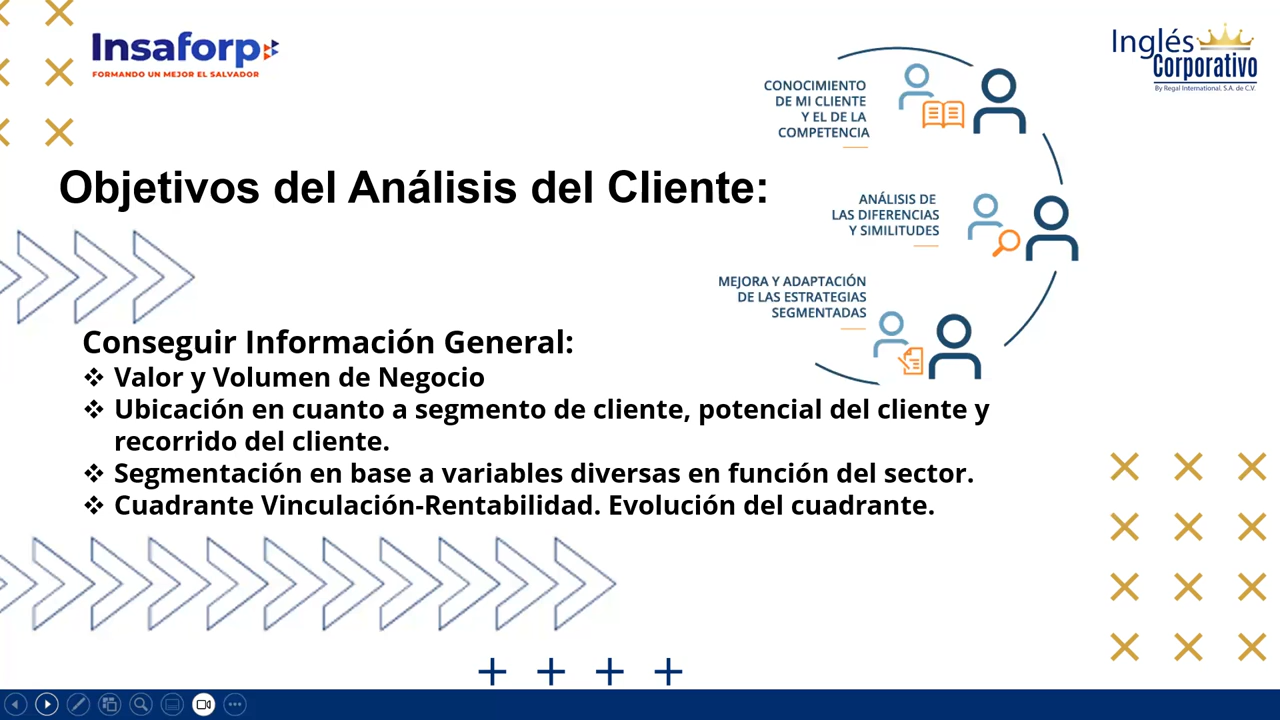 Insaforp
FORMANDO UN MEJOR EL SALVADOR
Inglés
Corporativo
By Regal International, S.A. de C.V.
CONOCIMIENTO
DE MI CLIENTE
Y EL DE LA
COMPETENCIA
Objetivos del Análisis del Cliente:
ANÁLISIS DE
LAS DIFERENCIAS
Y SIMILITUDES
MEJORA Y ADAPTACIÓN
DE LAS ESTRATEGIAS
SEGMENTADAS
Conseguir Información General:
❖ Valor y Volumen de Negocio
❖ Ubicación en cuanto a segmento de cliente, potencial del cliente y
recorrido del cliente.
❖ Segmentación en base a variables diversas en función del sector.
❖ Cuadrante Vinculación-Rentabilidad. Evolución del cuadrante.